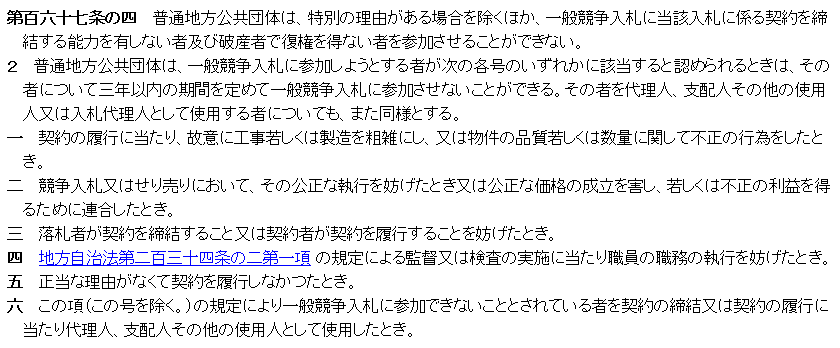 第百六十七条の四　普通地方公共団体は、特別の理由がある場合を除くほか、一般競争入札に当該入札に係る契約を締
結する能力を有しない者及び破産者で復権を得ない者を参加させることができない。
２　普通地方公共団体は、一般競争入札に参加しようとする者が次の各号のいずれかに該当すると認められるときは、その
者について三年以内の期間を定めて一般競争入札に参加させないことができる。その者を代理人、支配人その他の使用
人又は入札代理人として使用する者についても、また同様とする。
一　契約の履行に当たり、故意に工事若しくは製造を粗雑にし、又は物件の品質若しくは数量に関して不正の行為をしたと
き。
二　競争入札又はせり売りにおいて、その公正な執行を妨げたとき又は公正な価格の成立を害し、若しくは不正の利益を得
るために連合したとき。
三　落札者が契約を締結すること又は契約者が契約を履行することを妨げたとき。
四　地方自治法第二百三十四条の二第一項 の規定による監督又は検査の実施に当たり職員の職務の執行を妨げたとき。
五　正当な理由がなくて契約を履行しなかつたとき。
六　この項（この号を除く。）の規定により一般競争入札に参加できないこととされている者を契約の締結又は契約の履行に
当たり代理人、支配人その他の使用人として使用したとき。